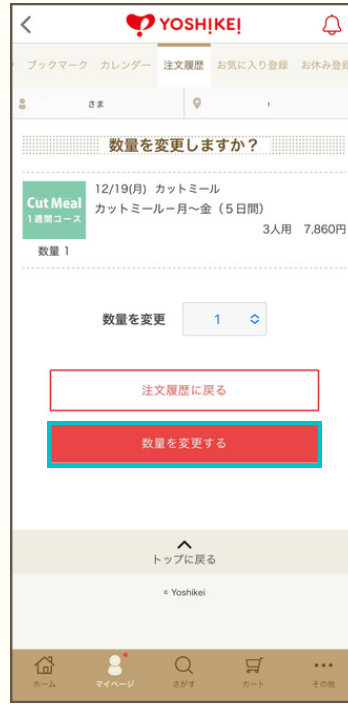 YOSHIKEI
ブックマーク カレンダー 注文履歴 お気に入り登録 お休み登録
さま
数量を変更しますか？
Cut Meal
1週間コース
12/19(月) カットミール
カットミールー月～金（5日間）
3人用 7,860円
数量 1
数量を変更 1
注文履歴に戻る
数量を変更する
トップに戻る
© Yoshikei
ホーム マイページ さがす カート その他